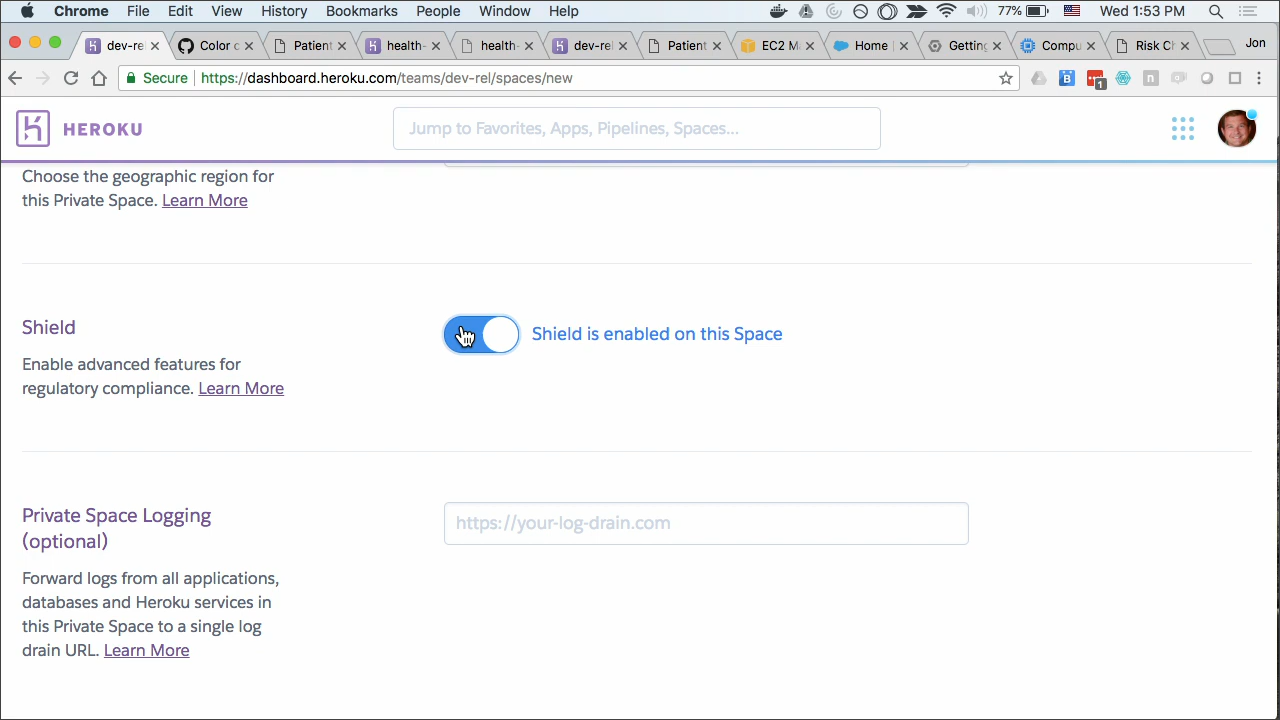 Chrome File Edit View History Bookmarks People Window Help 77% Wed 1:53 PM
dev-rel Color c Patient health- health- dev-rel Patient EC2 M Home Getting Compu Risk C Jon
Secure https://dashboard.heroku.com/teams/dev-rel/spaces/new 1
HEROKU Jump to Favorites, Apps, Pipelines, Spaces...
Choose the geographic region for
this Private Space. Learn More
Shield
Shield is enabled on this Space
Enable advanced features for
regulatory compliance. Learn More
Private Space Logging
(optional)
https://your-log-drain.com
Forward logs from all applications,
databases and Heroku services in
this Private Space to a single log
drain URL. Learn More